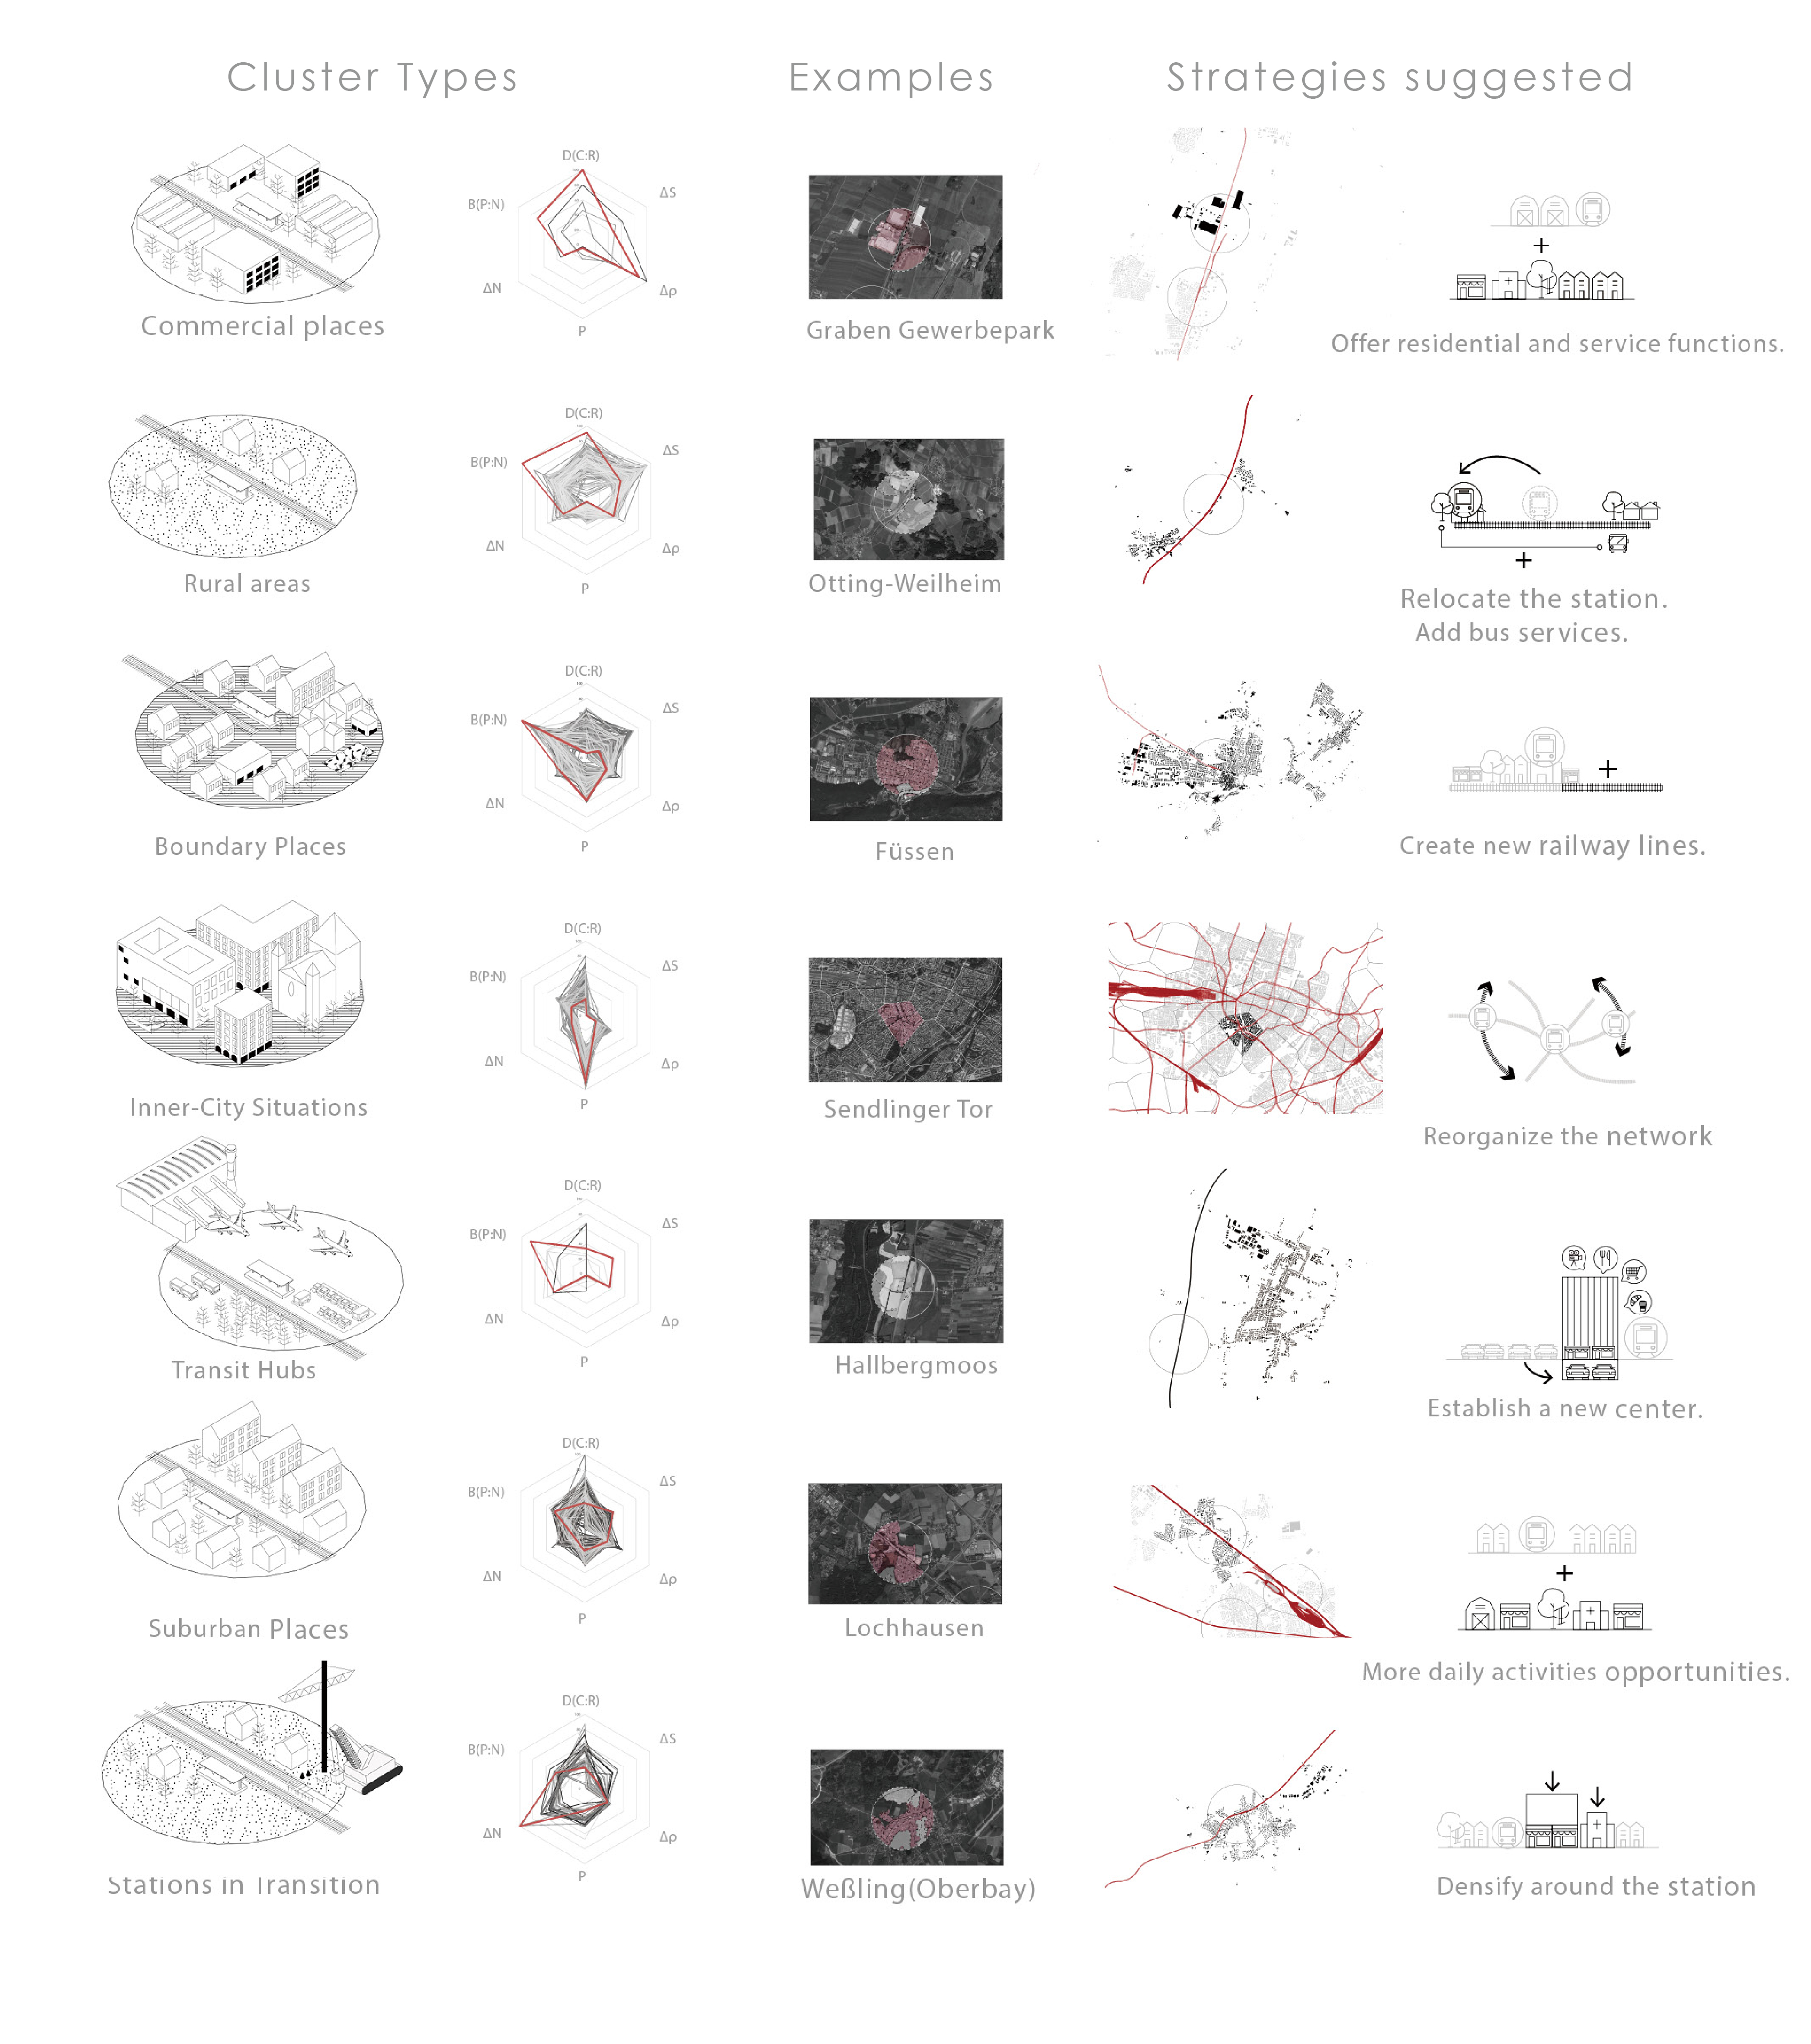 Cluster Types
Examples
Strategies suggested
D(C:R)
ΔS
B(P:N)
ΔN
Δρ
P
Commercial places
Graben Gewerbepark
Offer residential and service functions.
D(C:R)
ΔS
B(P:N)
ΔN
Δρ
P
Rural areas
Otting-Weilheim
Relocate the station.
Add bus services.
D(C:R)
ΔS
B(P:N)
ΔN
Δρ
P
Boundary Places
Füssen
Create new railway lines.
D(C:R)
ΔS
B(P:N)
ΔN
Δρ
P
Inner-City Situations
Sendlinger Tor
Reorganize the network
D(C:R)
ΔS
B(P:N)
ΔN
Δρ
P
Transit Hubs
Hallbergmoos
Establish a new center.
D(C:R)
ΔS
B(P:N)
ΔN
Δρ
P
Suburban Places
Lochhausen
More daily activities opportunities.
D(C:R)
ΔS
B(P:N)
ΔN
Δρ
P
Stations in Transition
Weßling(Oberbay)
Densify around the station